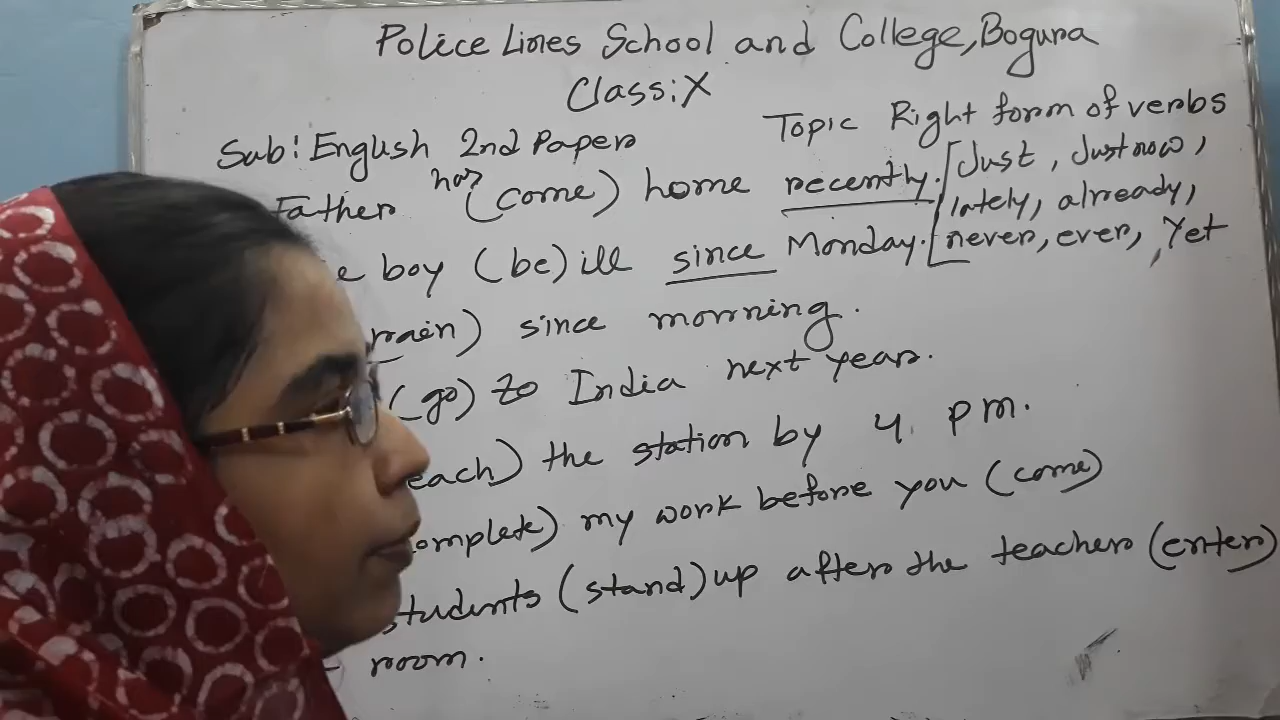 Police Lines School and College, Bogura
Class: X
Sub: English 2nd Paper
Topic Right form of verbs
Father has (come) home recently. [Just, Just now,
lately, already,
never, ever, Yet
boy (be) ill since Monday.
rain) since morning.
(go) to India next year.
each) the station by 4 pm.
omplete) my work before you (come)
students (stand) up after the teacher (enter)
room.